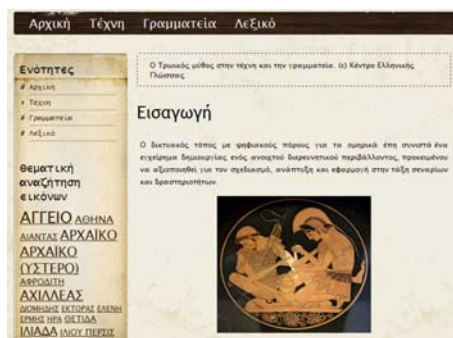 Αρχική Τέχνη Γραμματεία Λεξικό
Ενότητες
# Αρχική
Τέχνη
# Γραμματεία
# Λεξικό
Θεματική
αναζήτηση
εικόνων
ΑΓΓΕΙΟ ΑΘΗΝΑ
ΑΙΑΝΤΑΣ ΑΡΧΑΪΚΟ
ΑΡΧΑΪΚΟ
(ΥΣΤΕΡΟ)
ΑΦΡΟΔΙΤΗ
ΑΧΙΛΛΕΑΣ
ΔΙΟΜΗΔΗΣ ΕΚΤΟΡΑΣ ΕΛΕΝΗ
ΕΡΜΗΣ ΗΡΑ ΘΕΤΙΔΑ
ΙΛΙΑΔΑ ΙΛΙΟΥ ΠΕΡΣΙΣ
Ο Τρωικός μύθος στην τέχνη και την γραμματεία. (c) Κέντρο Ελληνικής
Γλώσσας
Εισαγωγή
Ο δικτυακός τόπος με ψηφιακούς πόρους για τα ομηρικά έπη συνιστά ένα
εγχείρημα δημιουργίας ενός ανοιχτού διερευνητικού περιβάλλοντος, προκειμένου
να αξιοποιηθεί για τον σχεδιασμό, ανάπτυξη και εφαρμογή στην τάξη σεναρίων
και δραστηριοτήτων.